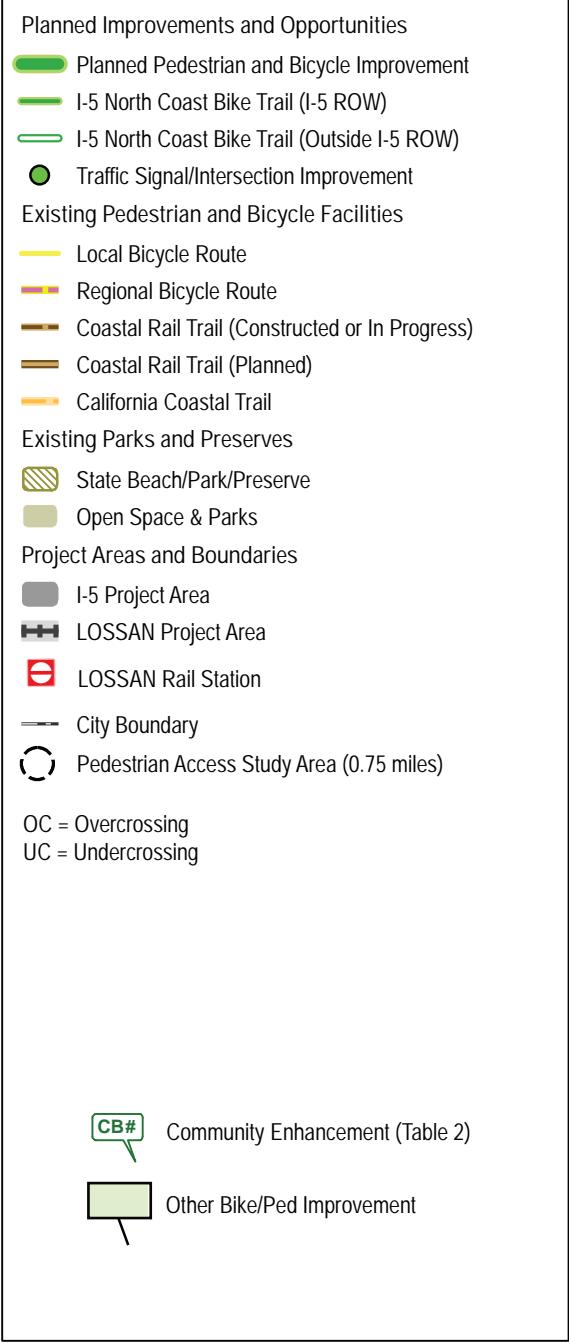 Planned Improvements and Opportunities
Planned Pedestrian and Bicycle Improvement
I-5 North Coast Bike Trail (I-5 ROW)
I-5 North Coast Bike Trail (Outside I-5 ROW)
Traffic Signal/Intersection Improvement
Existing Pedestrian and Bicycle Facilities
Local Bicycle Route
Regional Bicycle Route
Coastal Rail Trail (Constructed or In Progress)
Coastal Rail Trail (Planned)
California Coastal Trail
Existing Parks and Preserves
State Beach/Park/Preserve
Open Space & Parks
Project Areas and Boundaries
I-5 Project Area
LOSSAN Project Area
LOSSAN Rail Station
City Boundary
Pedestrian Access Study Area (0.75 miles)
OC = Overcrossing
UC = Undercrossing
CB# Community Enhancement (Table 2)
Other Bike/Ped Improvement